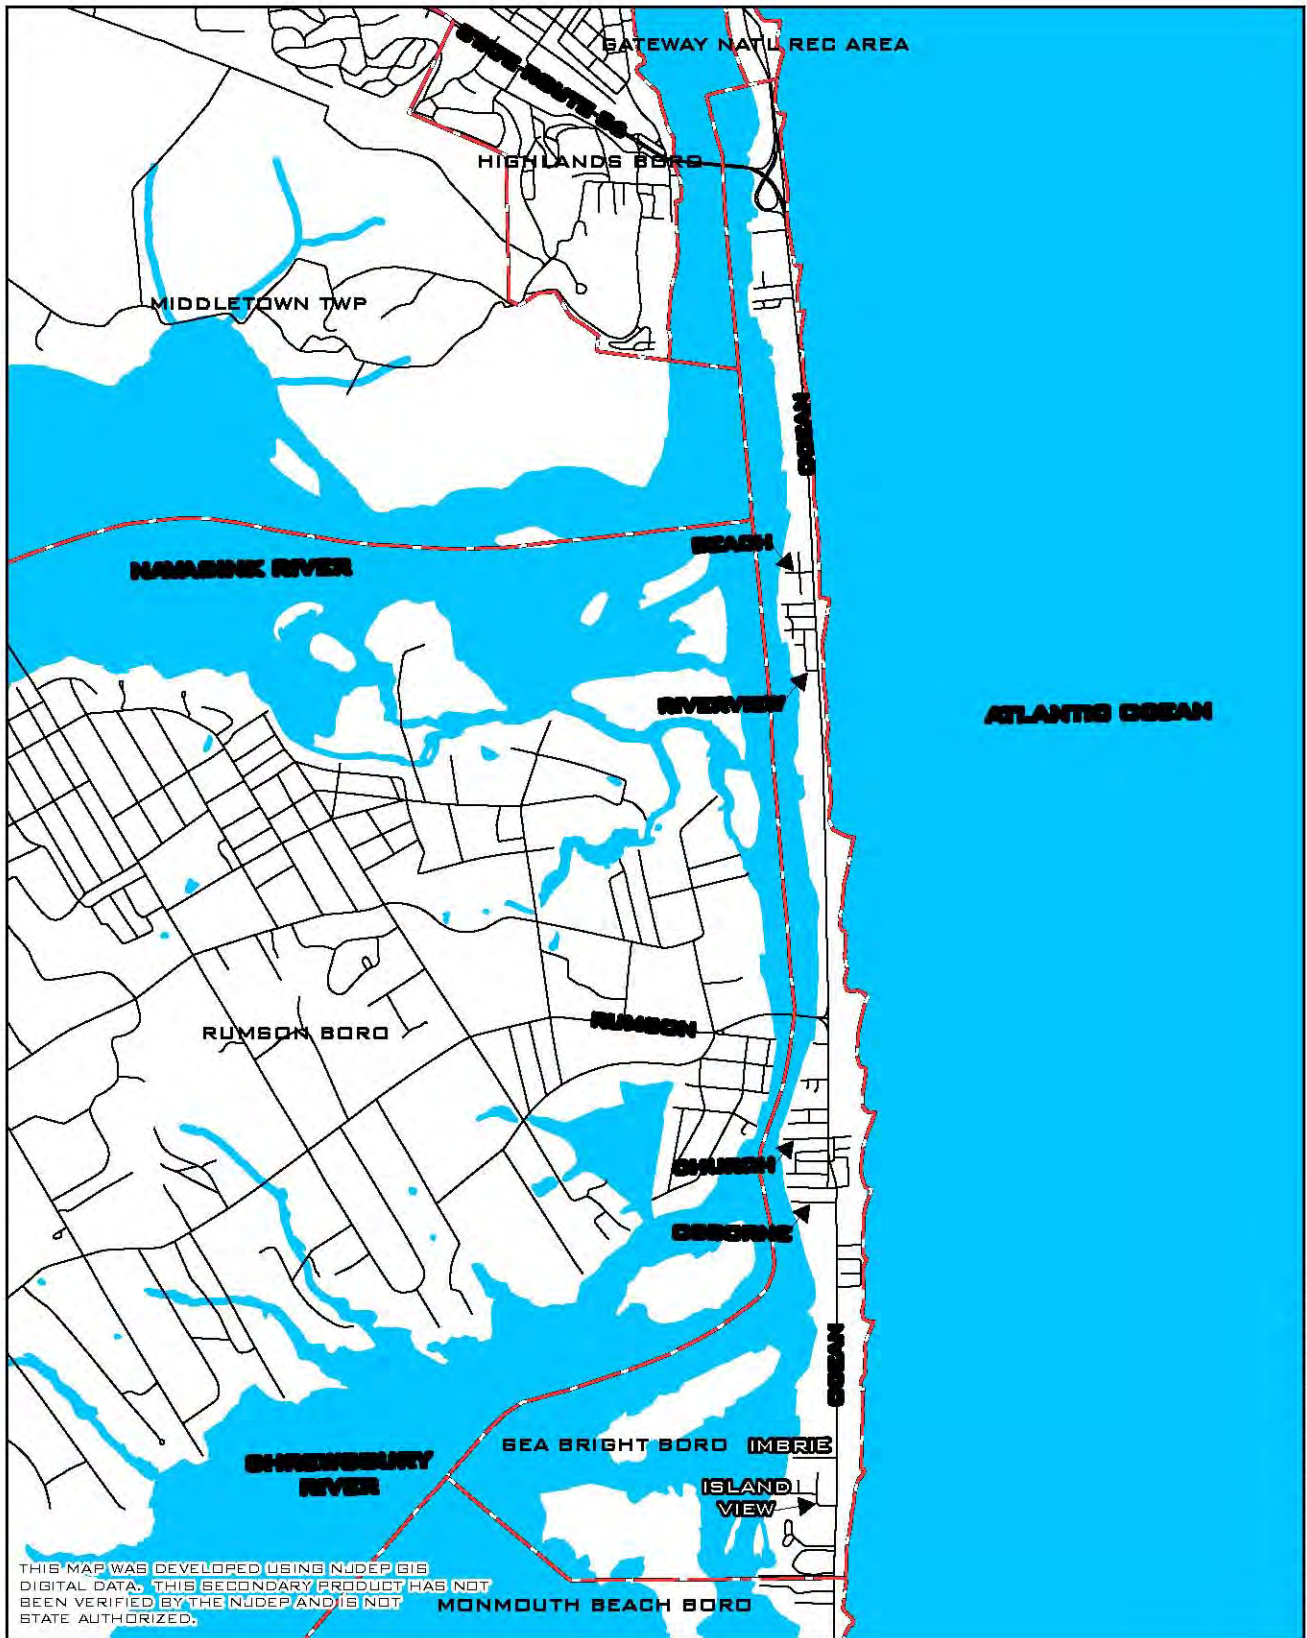 GATEWAY NAT'L REC AREA
STATE ROUTE 36
HIGHLANDS BORO
MIDDLETOWN TWP
OCEAN
BEACH
NAVASINK RIVER
RIVERVIEW
ATLANTIC OCEAN
RUMSON
RUMSON BORO
CHURCH
OSBORNE
OCEAN
SEA BRIGHT BORO
IMBRIE
SHREWSBURY
RIVER
ISLAND
VIEW
THIS MAP WAS DEVELOPED USING NJDEP GIS
DIGITAL DATA. THIS SECONDARY PRODUCT HAS NOT
BEEN VERIFIED BY THE NJDEP AND IS NOT
STATE AUTHORIZED.
MONMOUTH BEACH BORO